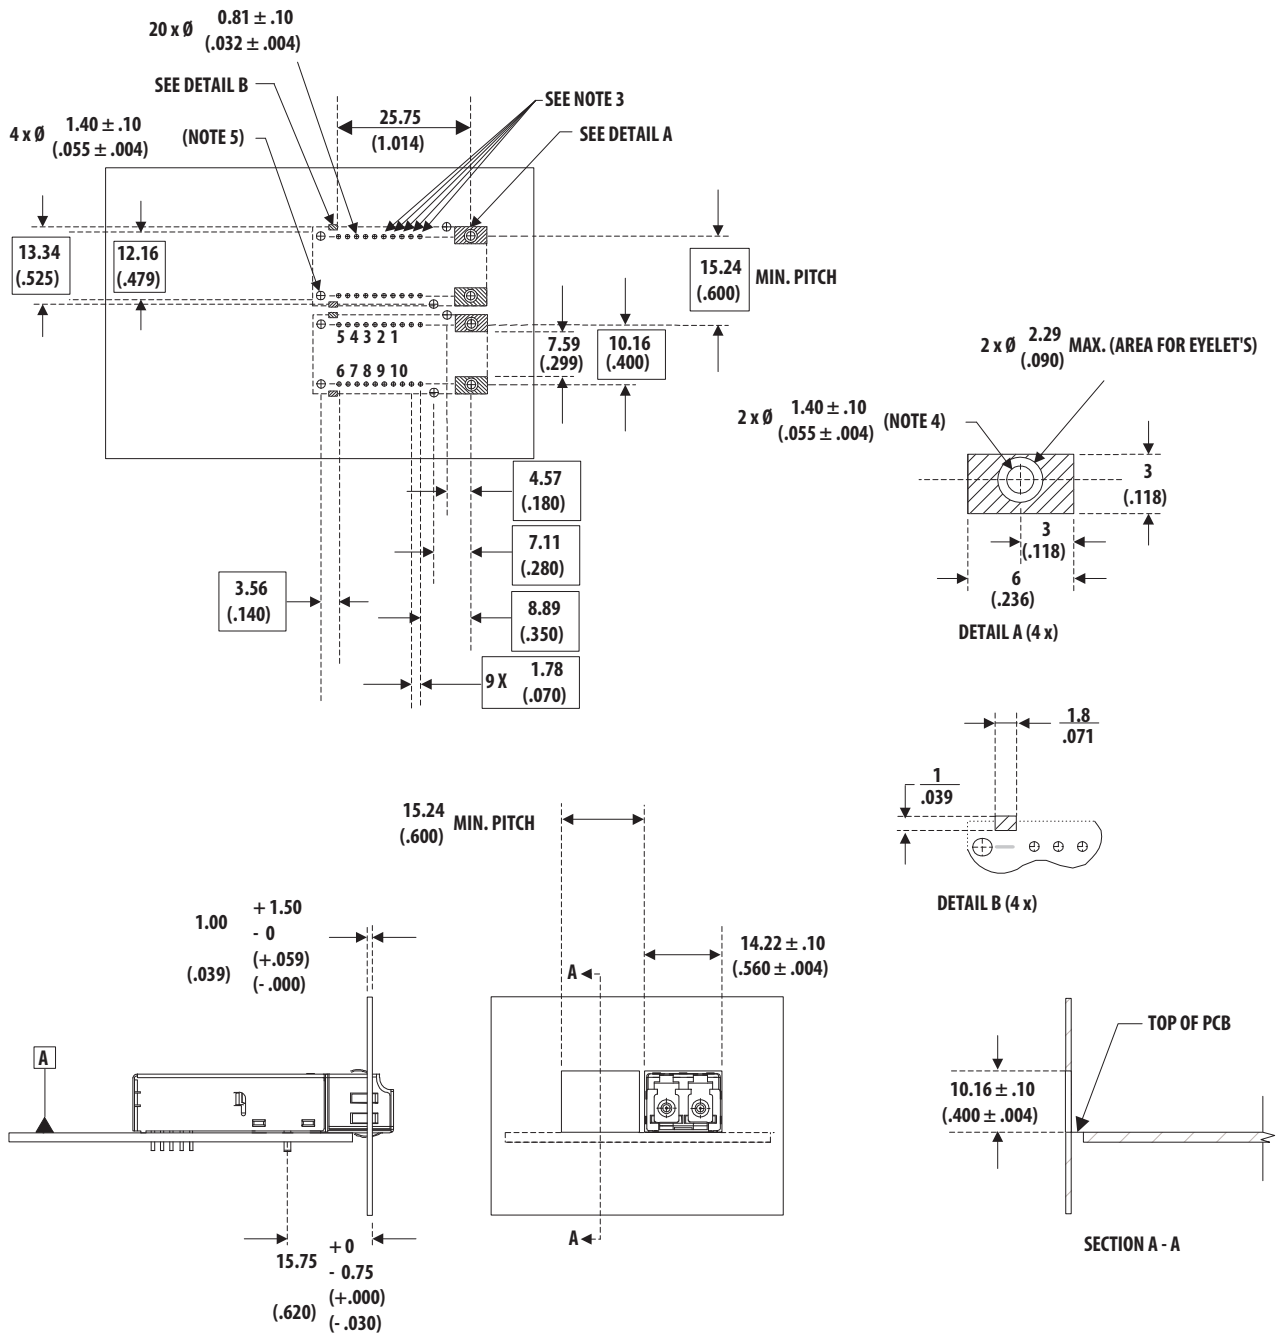 20 x Ø 0.81 ± .10
(.032 ± .004)
SEE DETAIL B
4 x Ø 1.40 ± .10
(.055 ± .004)
(NOTE 5)
25.75
(1.014)
SEE NOTE 3
SEE DETAIL A
13.34
(.525)
12.16
(.479)
15.24
(.600)
MIN. PITCH
5 4 3 2 1
6 7 8 9 10
7.59
(.299)
10.16
(.400)
4.57
(.180)
7.11
(.280)
3.56
(.140)
8.89
(.350)
9 X 1.78
(.070)
2 x Ø 2.29 MAX. (AREA FOR EYELET'S)
(.090)
2 x Ø 1.40 ± .10 (NOTE 4)
(.055 ± .004)
3
(.118)
3
(.118)
6
(.236)
DETAIL A (4 x)
1.8
.071
1
.039
DETAIL B (4 x)
15.24
(.600)
MIN. PITCH
1.00 + 1.50
- 0
(.039) (+.059)
(- .000)
A
14.22 ± .10
(.560 ± .004)
A
A
TOP OF PCB
10.16 ± .10
(.400 ± .004)
SECTION A - A
15.75 + 0
- 0.75
(.620) (+.000)
(- .030)